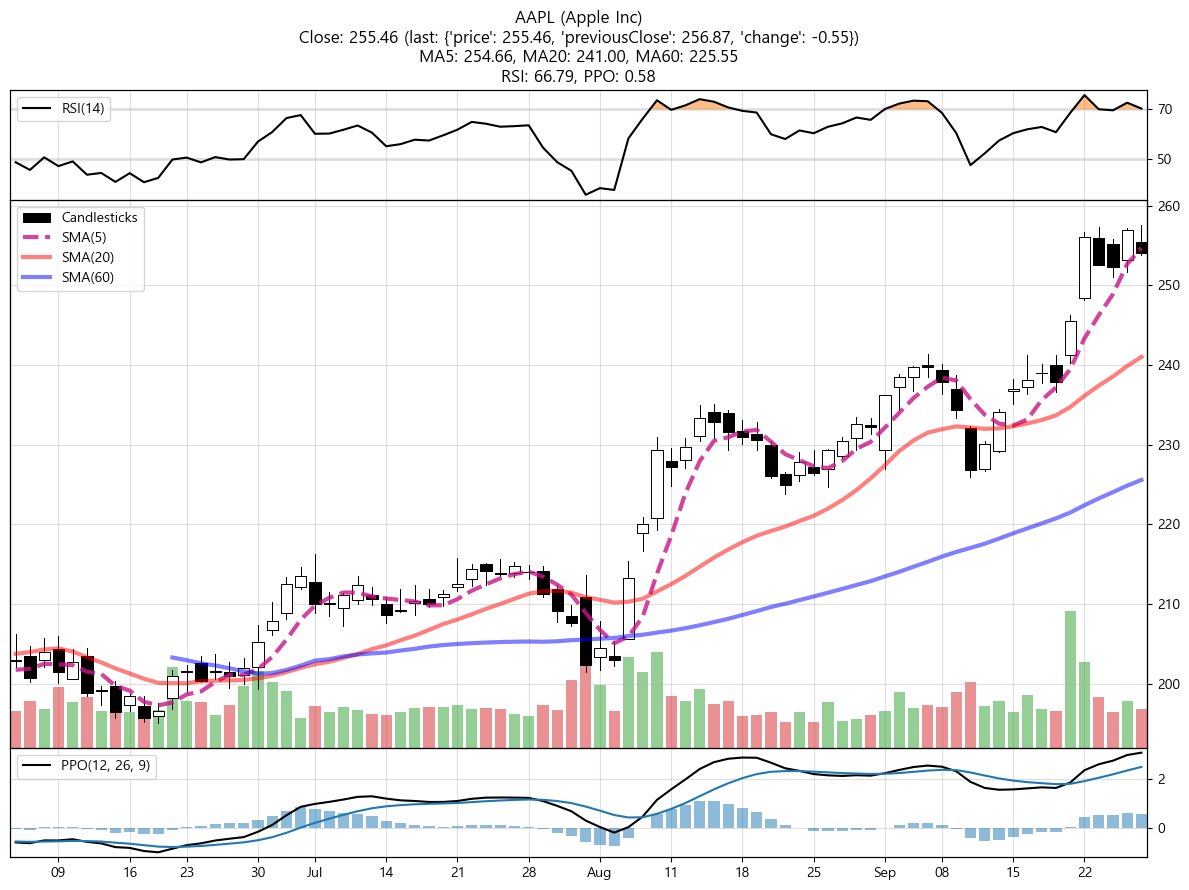 AAPL (Apple Inc)
Close: 255.46 (last: {'price': 255.46, 'previousClose': 256.87, 'change': -0.55})
MA5: 254.66, MA20: 241.00, MA60: 225.55
RSI: 66.79, PPO: 0.58
RSI(14)
70
50
Candlesticks
SMA(5)
SMA(20)
SMA(60)
260
250
240
230
220
210
200
PPO(12, 26, 9)
2
0
09 16 23 30 Jul 14 21 28 Aug 11 18 25 Sep 08 15 22